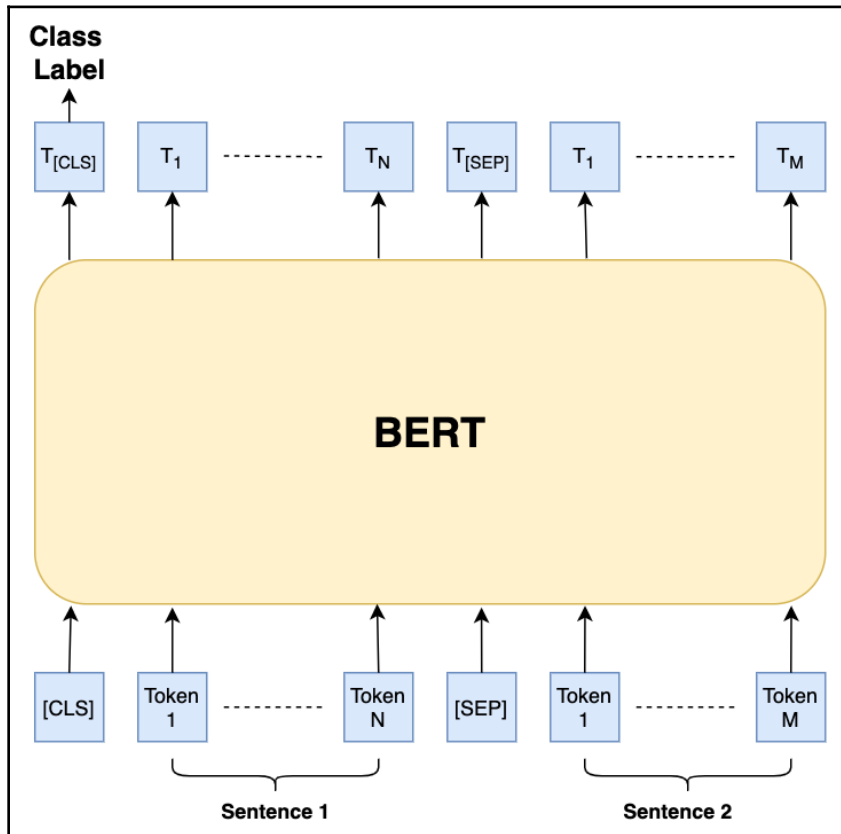 Class
Label
T[CLS] T1 TN T[SEP] T1 TM
BERT
[CLS] Token 1 Token N [SEP] Token 1 Token M
Sentence 1 Sentence 2